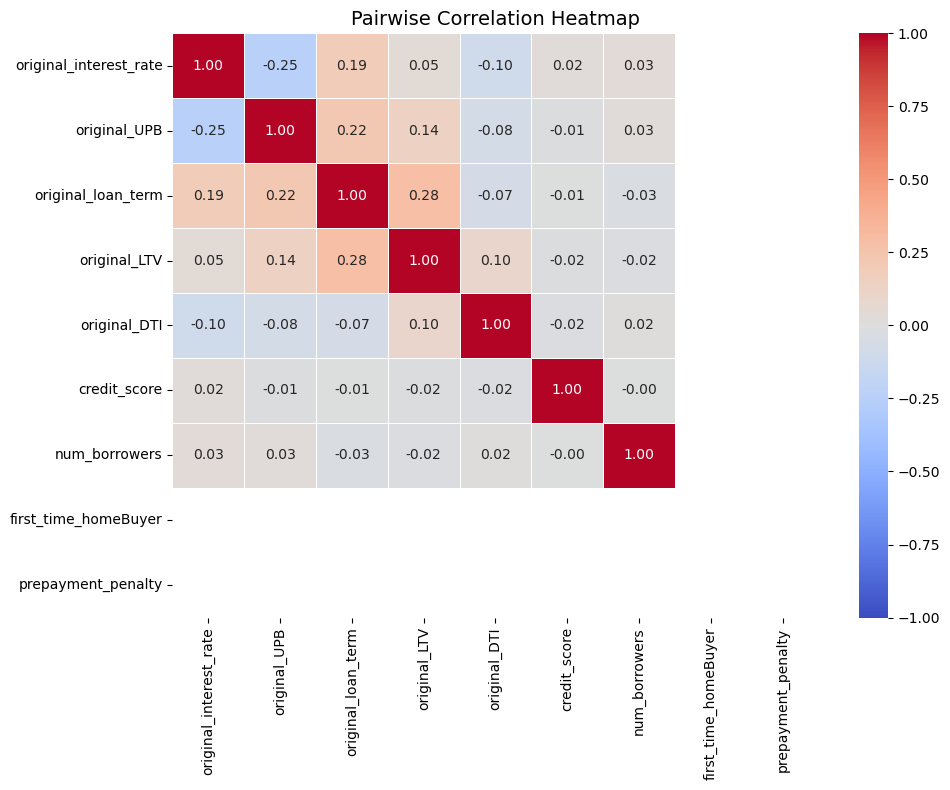 Pairwise Correlation Heatmap
original_interest_rate 1.00 -0.25 0.19 0.05 -0.10 0.02 0.03
original_UPB -0.25 1.00 0.22 0.14 -0.08 -0.01 0.03
original_loan_term 0.19 0.22 1.00 0.28 -0.07 -0.01 -0.03
original_LTV 0.05 0.14 0.28 1.00 0.10 -0.02 -0.02
original_DTI -0.10 -0.08 -0.07 0.10 1.00 -0.02 0.02
credit_score 0.02 -0.01 -0.01 -0.02 -0.02 1.00 -0.00
num_borrowers 0.03 0.03 -0.03 -0.02 0.02 -0.00 1.00
first_time_homeBuyer
prepayment_penalty
original_interest_rate
original_UPB
original_loan_term
original_LTV
original_DTI
credit_score
num_borrowers
first_time_homeBuyer
prepayment_penalty
1.00
0.75
0.50
0.25
0.00
−0.25
−0.50
−0.75
−1.00